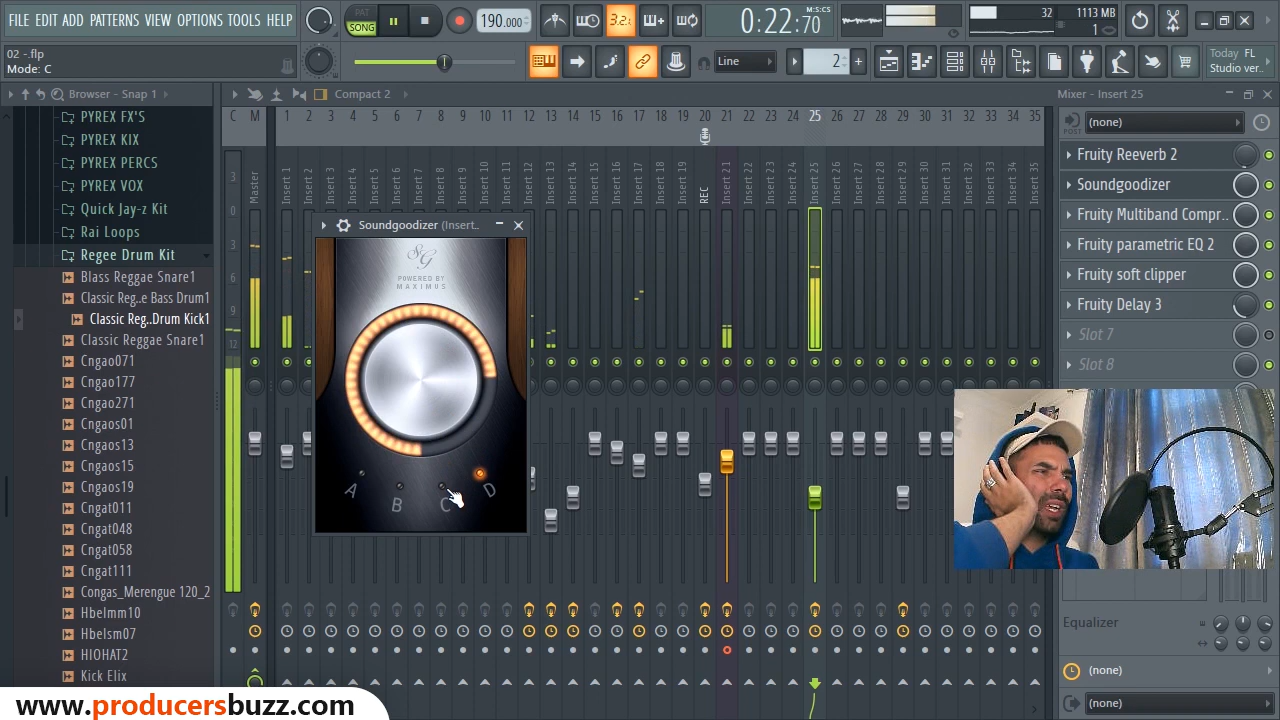 FILE EDIT ADD PATTERNS VIEW OPTIONS TOOLS HELP
PAT
SONG
190.000
3.2.
0:22:70
M:S:CS
32
1113 MB
1
02 -.flp
Mode: C
Line
2
Today FL
Studio ver..
Browser - Snap 1
Compact 2
Mixer - Insert 25
PYREX FX'S
PYREX KIX
PYREX PERCS
PYREX VOX
Quick Jay-z Kit
Rai Loops
Regee Drum Kit
Blass Reggae Snare1
Classic Reg..e Bass Drum1
Classic Reg..Drum Kick1
Classic Reggae Snare1
Cngao071
Cngao177
Cngao271
Cngaos01
Cngaos13
Cngaos15
Cngaos19
Cngat011
Cngat048
Cngat058
Cngat111
Congas_Merengue 120_2
Hbelmm10
Hbelsm07
HIOHAT2
Kick Elix
C M 1 2 3 4 5 6 7 8 9 10 11 12 13 14 15 16 17 18 19 20 21 22 23 24 25 26 27 28 29 30 31 32 33 34 35
3
0
3
6
9
12
Master
Insert 1
Insert 2
Insert 3
Insert 4
Insert 5
Insert 6
Insert 7
Insert 8
Insert 9
Insert 10
Insert 11
Insert 12
Insert 13
Insert 14
Insert 15
Insert 16
Insert 17
Insert 18
Insert 19
REC
Insert 21
Insert 22
Insert 23
Insert 24
Insert 25
Insert 26
Insert 27
Insert 28
Insert 29
Insert 30
Insert 31
Insert 32
Insert 33
Insert 34
Insert 35
Soundgoodizer (Insert..
SG
POWERED BY
MAXIMUS
A
B
C
D
POST
(none)
Fruity Reeverb 2
Soundgoodizer
Fruity Multiband Compr..
Fruity parametric EQ 2
Fruity soft clipper
Fruity Delay 3
Slot 7
Slot 8
Equalizer
(none)
(none)
www.producersbuzz.com